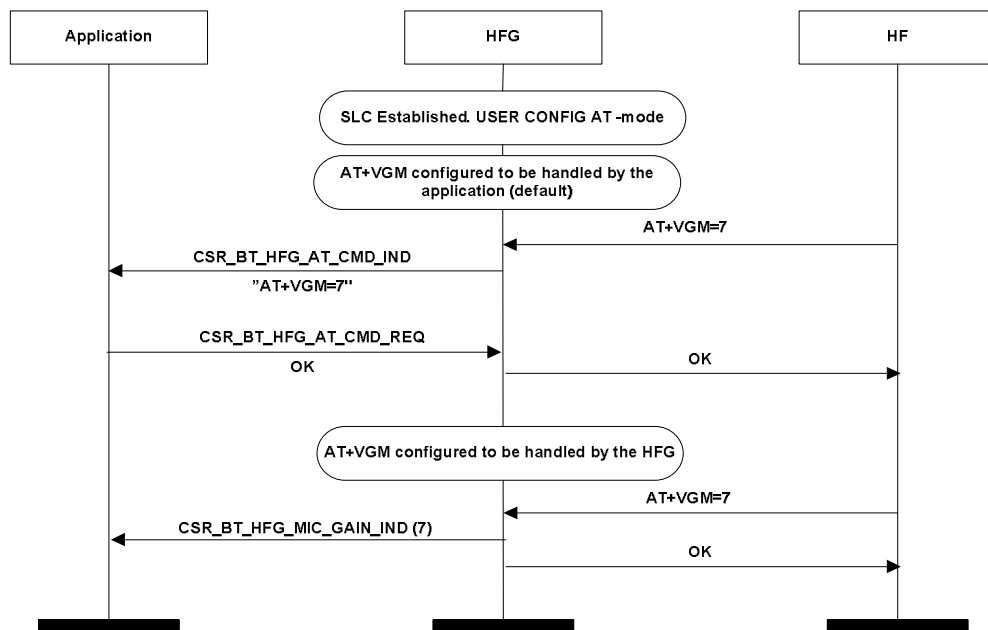 Application
HFG
HF
SLC Established. USER CONFIG AT -mode
AT+VGM configured to be handled by the
application (default)
AT+VGM=7
CSR_BT_HFG_AT_CMD_IND
"AT+VGM=7"
CSR_BT_HFG_AT_CMD_REQ
OK
OK
AT+VGM configured to be handled by the HFG
AT+VGM=7
CSR_BT_HFG_MIC_GAIN_IND (7)
OK